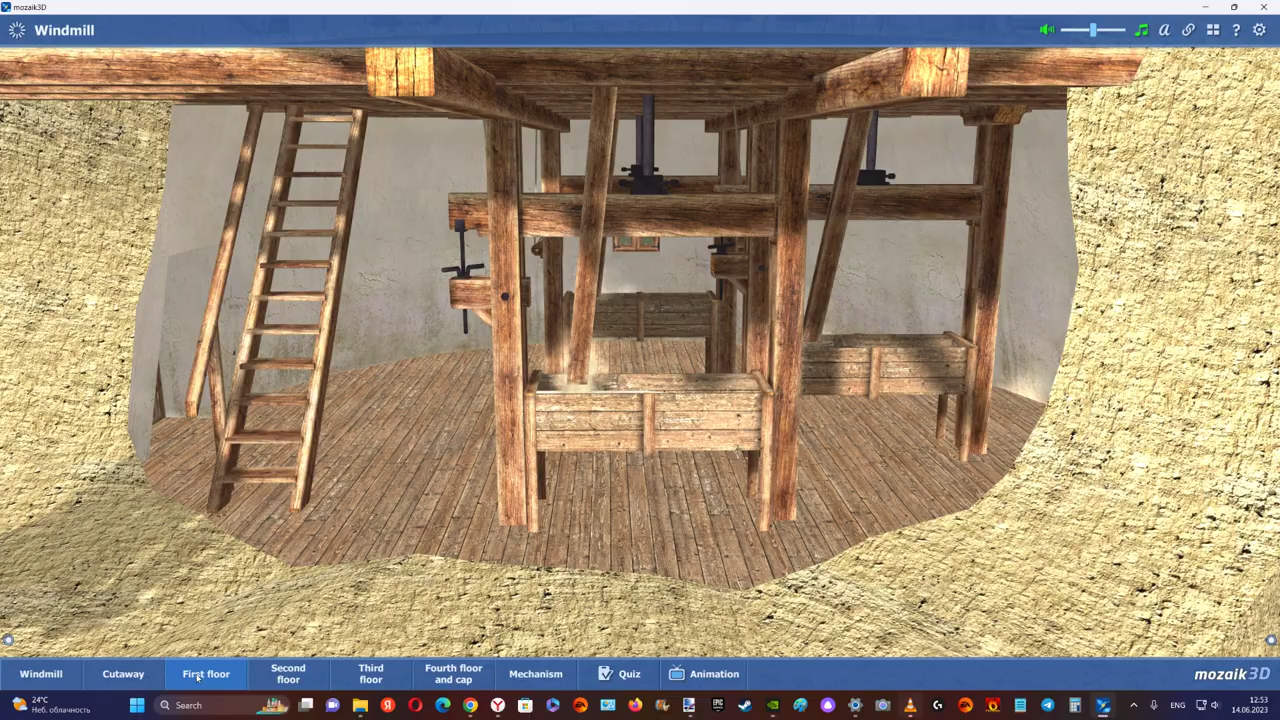 mozaik3D
Windmill
a
?
Windmill
Cutaway
First floor
Second
floor
Third
floor
Fourth floor
and cap
Mechanism
Quiz
Animation
mozaik3D
24°C
Неб. облачность
Search
ENG
12:53
14.06.2023